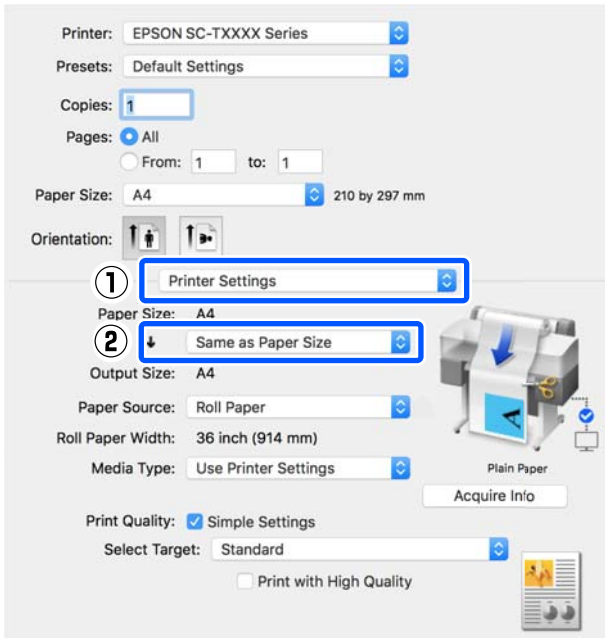 Printer: EPSON SC-TXXXX Series
Presets: Default Settings
Copies: 1
Pages: All
From: 1 to: 1
Paper Size: A4 210 by 297 mm
Orientation:
① Printer Settings
Paper Size: A4
② Same as Paper Size
Output Size: A4
Paper Source: Roll Paper
Roll Paper Width: 36 inch (914 mm)
Media Type: Use Printer Settings
A
Plain Paper
Acquire Info
Print Quality: Simple Settings
Select Target: Standard
Print with High Quality